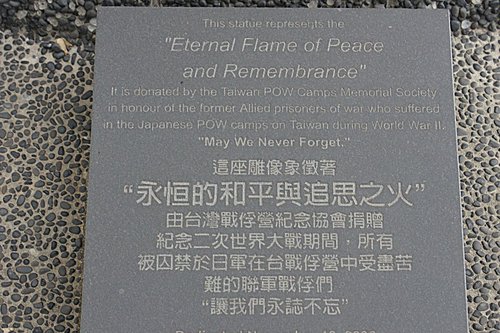 This statue represents the
"Eternal Flame of Peace
and Remembrance"
It is donated by the Taiwan POW Camps Memorial Society
in honour of the former Allied prisoners of war who suffered
in the Japanese POW camps on Taiwan during World War II.
"May We Never Forget."
這座雕像象徵著
“永恒的和平與追思之火”
由台灣戰俘營紀念協會捐贈
紀念二次世界大戰期間，所有
被囚禁於日軍在台戰俘營中受盡苦
難的聯軍戰俘們
“讓我們永誌不忘”